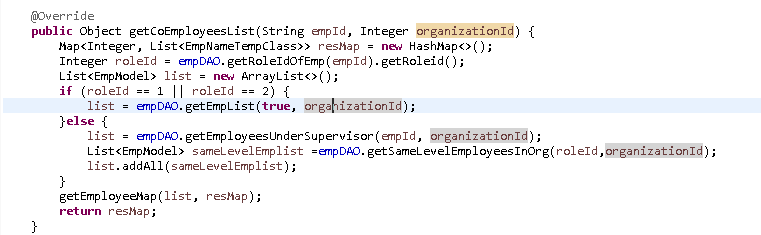 @Override
public Object getCoEmployeesList(String empId, Integer organizationId) {
Map<Integer, List<EmpNameTempClass>> resMap = new HashMap<>();
Integer roleId = empDAO.getRoleIdOfEmp(empId).getRoleid();
List<EmpModel> list = new ArrayList<>();
if (roleId == 1 || roleId == 2) {
list = empDAO.getEmpList(true, organizationId);
}else {
list = empDAO.getEmployeesUnderSupervisor(empId, organizationId);
List<EmpModel> sameLevelEmplist =empDAO.getSameLevelEmployeesInOrg(roleId,organizationId);
list.addAll(sameLevelEmplist);
}
getEmployeeMap(list, resMap);
return resMap;
}